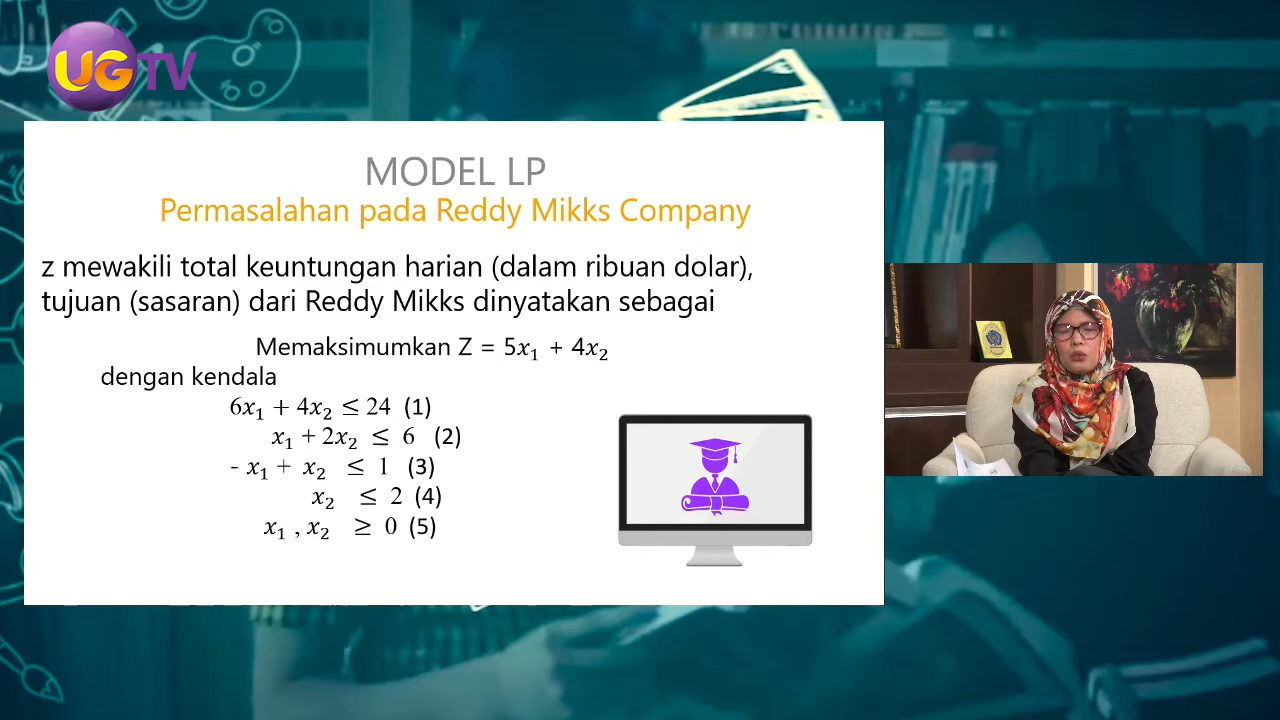 UGTV
MODEL LP
Permasalahan pada Reddy Mikks Company
z mewakili total keuntungan harian (dalam ribuan dolar),
tujuan (sasaran) dari Reddy Mikks dinyatakan sebagai
Memaksimumkan Z = 5x₁ + 4x₂
dengan kendala
6x₁ + 4x₂ ≤ 24 (1)
x₁ + 2x₂ ≤ 6 (2)
- x₁ + x₂ ≤ 1 (3)
x₂ ≤ 2 (4)
x₁ , x₂ ≥ 0 (5)